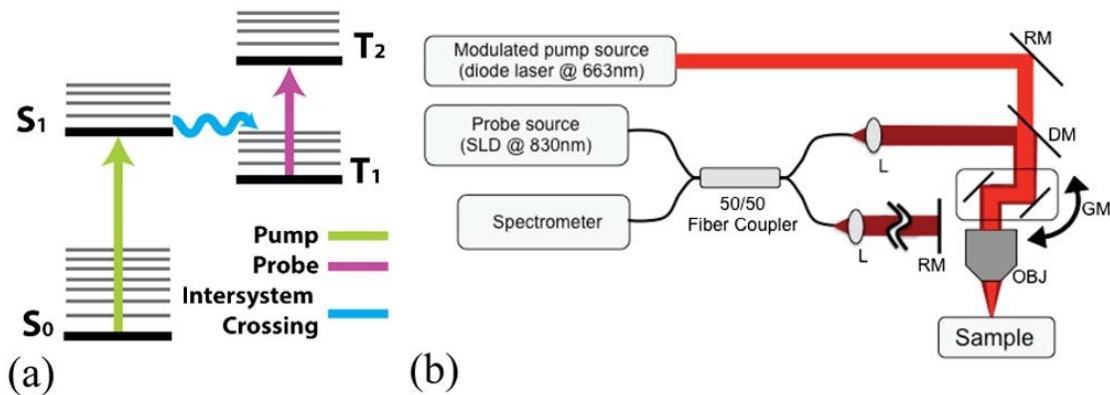 T₂
S₁
T₁
Pump
Probe
Intersystem
Crossing
S₀
(a)
Modulated pump source
(diode laser @ 663nm)
RM
Probe source
(SLD @ 830nm)
DM
L
50/50
Fiber Coupler
GM
Spectrometer
L
RM
OBJ
Sample
(b)